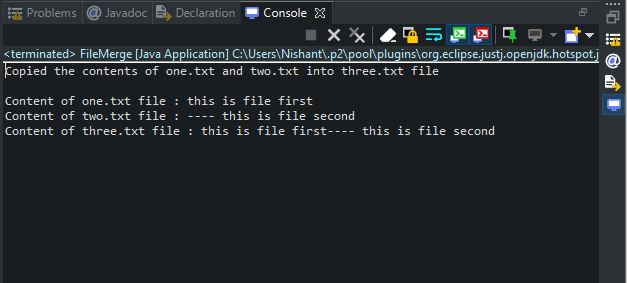 Problems @ Javadoc Declaration Console
<terminated> FileMerge [Java Application] C:\Users\Nishant\.p2\pool\plugins\org.eclipse.justj.openjdk.hotspot.j
Copied the contents of one.txt and two.txt into three.txt file
Content of one.txt file : this is file first
Content of two.txt file : ---- this is file second
Content of three.txt file : this is file first---- this is file second